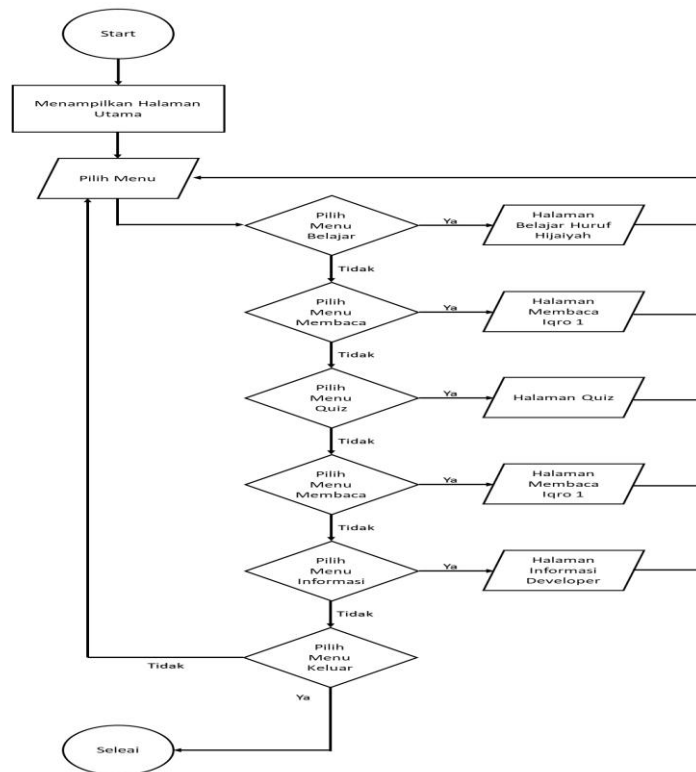 Start
Menampilkan Halaman
Utama
Pilih Menu
Pilih
Menu
Belajar
Ya
Halaman
Belajar Huruf
Hijaiyah
Tidak
Pilih
Menu
Membaca
Ya
Halaman
Membaca
Iqro 1
Tidak
Pilih
Menu
Quiz
Ya
Halaman Quiz
Tidak
Pilih
Menu
Membaca
Ya
Halaman
Membaca
Iqro 1
Tidak
Pilih
Menu
Informasi
Ya
Halaman
Informasi
Developer
Tidak
Pilih
Menu
Keluar
Tidak
Ya
Seleai